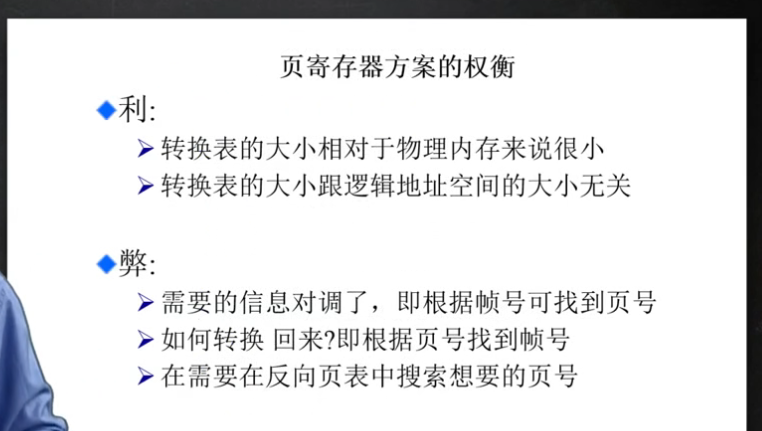 页寄存器方案的权衡
利:
转换表的大小相对于物理内存来说很小
转换表的大小跟逻辑地址空间的大小无关
弊:
需要的信息对调了，即根据帧号可找到页号
如何转换 回来?即根据页号找到帧号
在需要在反向页表中搜索想要的页号